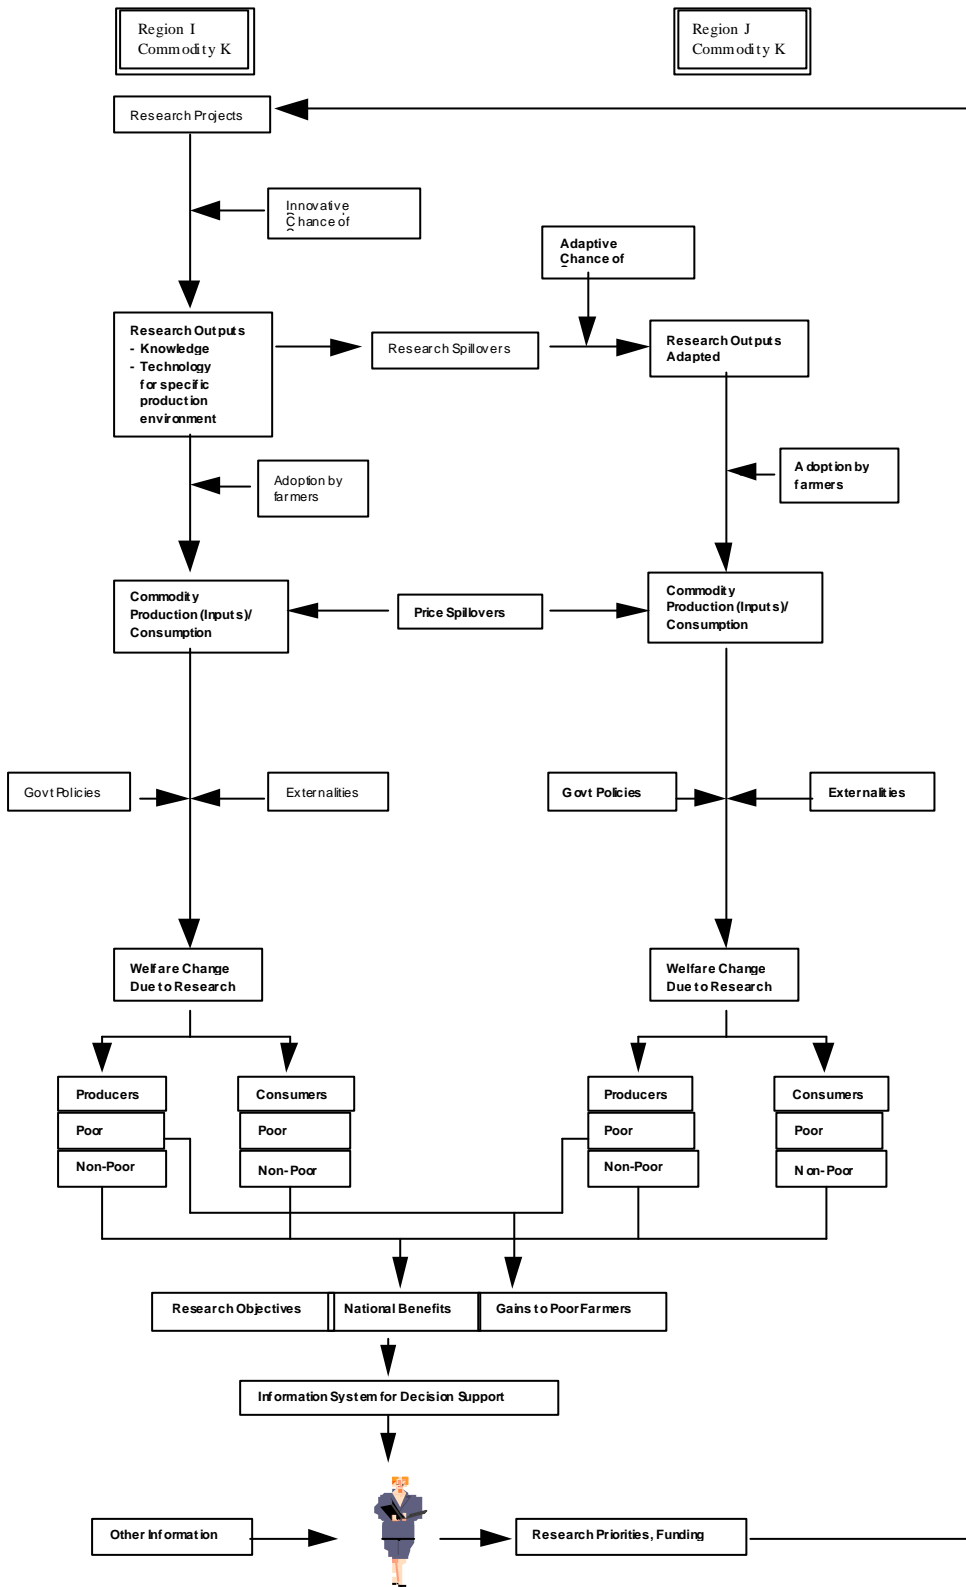 Region I
Commodity K
Region J
Commodity K
Research Projects
Innovative
Chance of
Adaptive
Chance of
Research Outputs
- Knowledge
- Technology
for specific
production
environment
Research Spillovers
Research Outputs
Adapted
Adoption by
farmers
Adoption by
farmers
Commodity
Production (Inputs)/
Consumption
Price Spillovers
Commodity
Production (Inputs)/
Consumption
Govt Policies
Externalities
Govt Policies
Externalities
Welfare Change
Due to Research
Welfare Change
Due to Research
Producers
Poor
Non-Poor
Consumers
Poor
Non-Poor
Producers
Poor
Non-Poor
Consumers
Poor
Non-Poor
Research Objectives
National Benefits
Gains to Poor Farmers
Information System for Decision Support
Other Information
Research Priorities, Funding